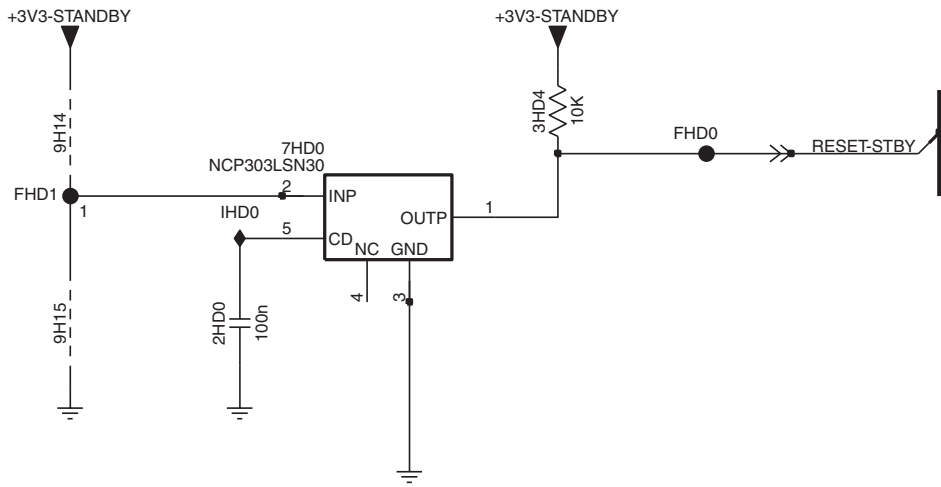 +3V3-STANDBY
+3V3-STANDBY
9H14
3HD4
10K
7HD0
NCP303LSN30
FHD0
RESET-STBY
FHD1
1
2
INP
IHD0
5
CD
OUTP
1
NC
GND
4
3
9H15
2HD0
100n